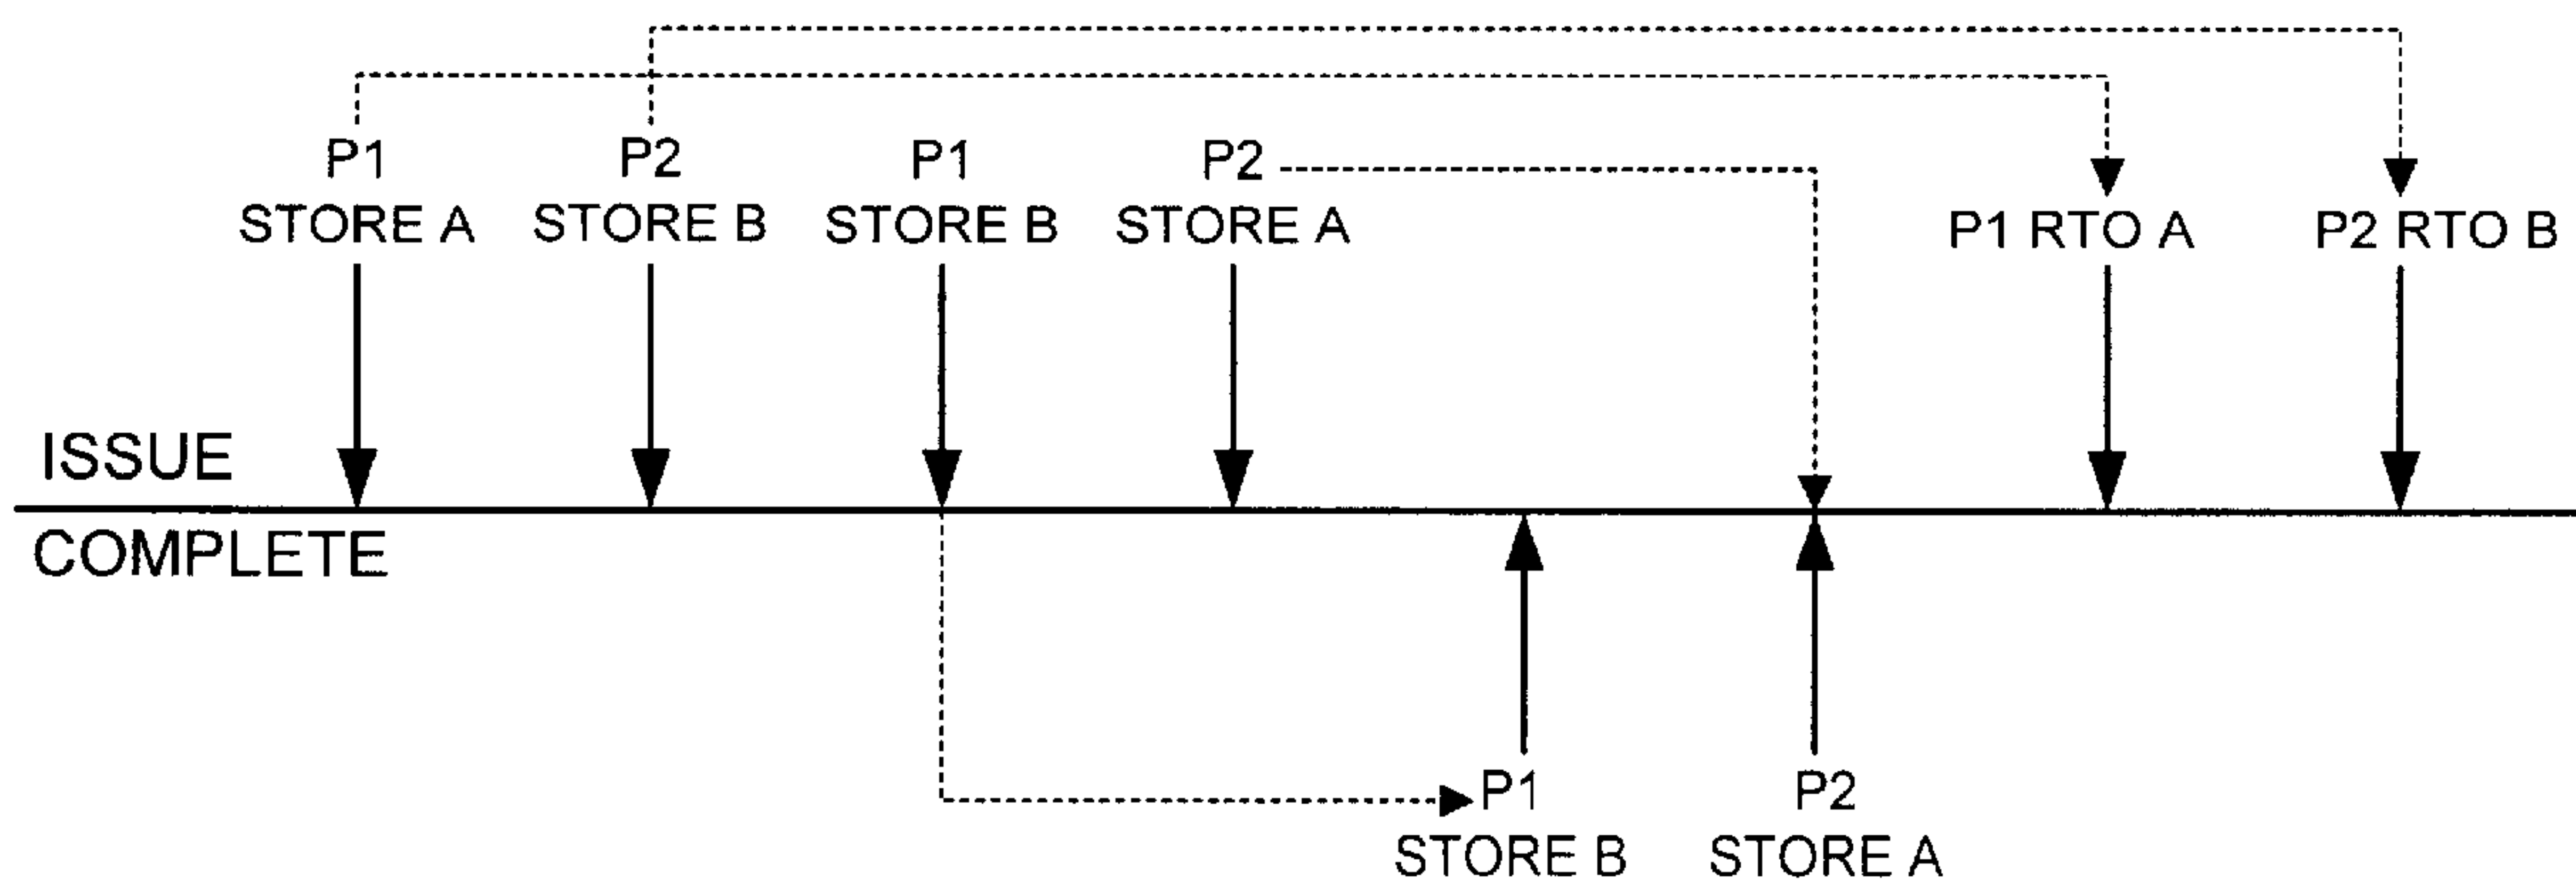 P1
STORE A
P2
STORE B
P1
STORE B
P2
STORE A
P1 RTO A
P2 RTO B
ISSUE
COMPLETE
P1
STORE B
P2
STORE A